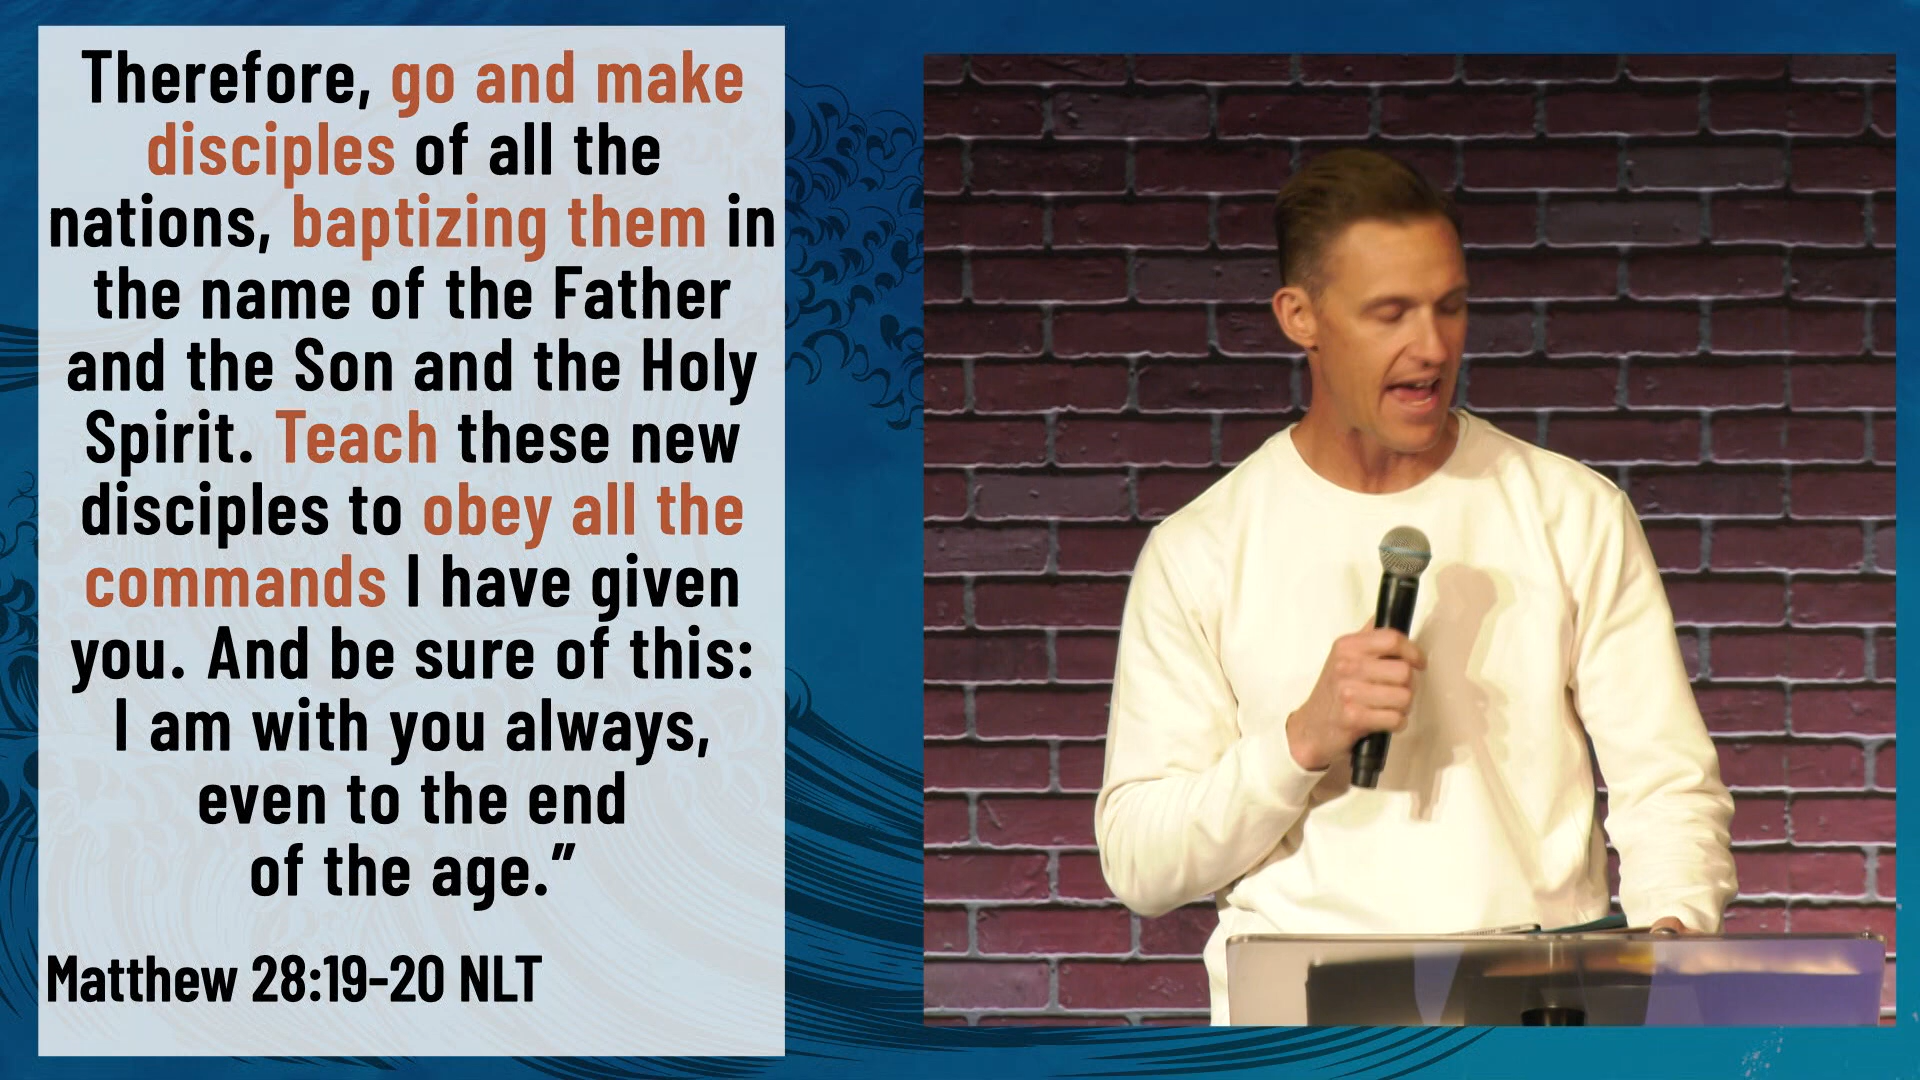 Therefore, go and make
disciples of all the
nations, baptizing them in
the name of the Father
and the Son and the Holy
Spirit. Teach these new
disciples to obey all the
commands I have given
you. And be sure of this:
I am with you always,
even to the end
of the age.”
Matthew 28:19-20 NLT